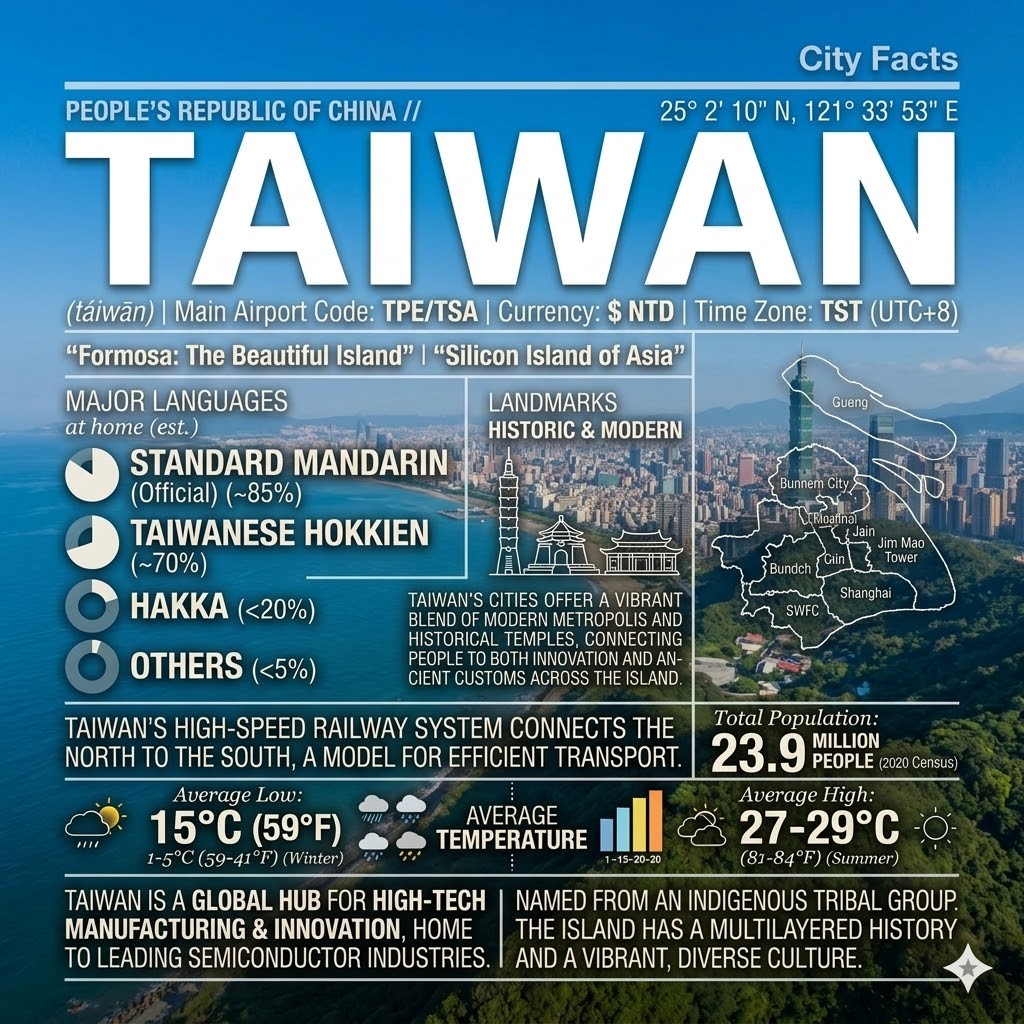 City Facts
PEOPLE'S REPUBLIC OF CHINA //
25° 2' 10" N, 121° 33' 53" E
TAIWAN
(táiwān) | Main Airport Code: TPE/TSA | Currency: $ NTD | Time Zone: TST (UTC+8)
"Formosa: The Beautiful Island" | "Silicon Island of Asia"
MAJOR LANGUAGES
at home (est.)
STANDARD MANDARIN
(Official) (~85%)
TAIWANESE HOKKIEN
(~70%)
HAKKA (<20%)
OTHERS (<5%)
LANDMARKS
HISTORIC & MODERN
TAIWAN'S CITIES OFFER A VIBRANT
BLEND OF MODERN METROPOLIS AND
HISTORICAL TEMPLES, CONNECTING
PEOPLE TO BOTH INNOVATION AND AN-
CIENT CUSTOMS ACROSS THE ISLAND.
Gueng
Bunnem City
Jain
Jim Mao
Tower
Bundch
Gin
Shanghai
SWFC
TAIWAN'S HIGH-SPEED RAILWAY SYSTEM CONNECTS THE
NORTH TO THE SOUTH, A MODEL FOR EFFICIENT TRANSPORT.
Total Population:
23.9 MILLION
PEOPLE (2020 Census)
Average Low:
15°C (59°F)
1-5°C (59-41°F) (Winter)
AVERAGE
TEMPERATURE
1-15-20-20
Average High:
27-29°C
(81-84°F) (Summer)
TAIWAN IS A GLOBAL HUB FOR HIGH-TECH
MANUFACTURING & INNOVATION, HOME
TO LEADING SEMICONDUCTOR INDUSTRIES.
NAMED FROM AN INDIGENOUS TRIBAL GROUP.
THE ISLAND HAS A MULTILAYERED HISTORY
AND A VIBRANT, DIVERSE CULTURE.